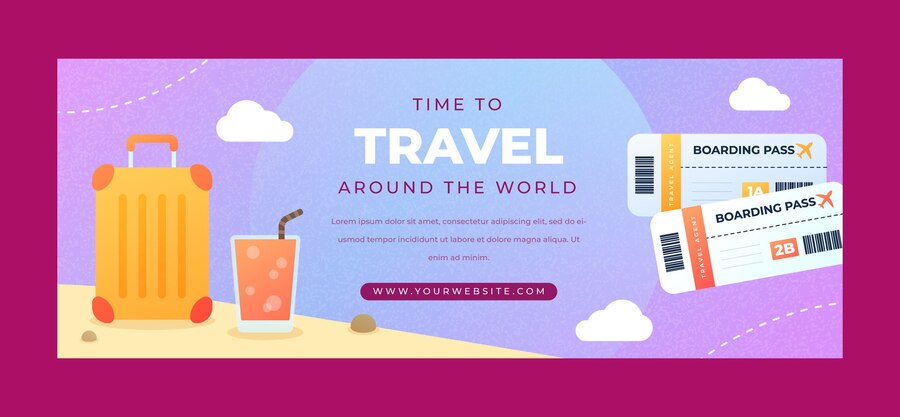 TIME TO
TRAVEL
AROUND THE WORLD
Lorem ipsum dolor sit amet, consectetur adipiscing elit, sed do ei-
usmod tempor incididunt ut labore et dolore magna aliqua. Ut
enim ad minim.
WWW.YOURWEBSITE.COM
BOARDING PASS
TRAVEL AGENT
1A
BOARDING PASS
TRAVEL AGENT
2B